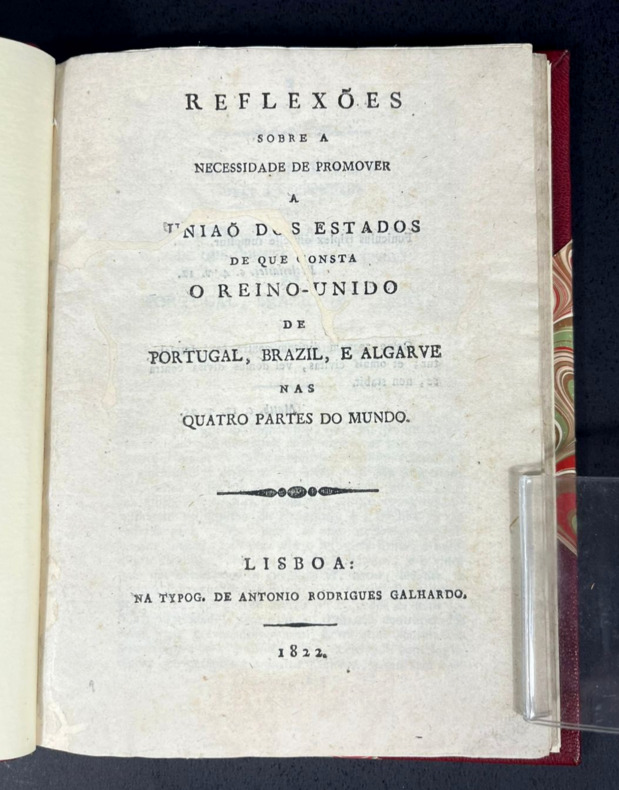 REFLEXÕES
SOBRE A
NECESSIDADE DE PROMOVER
A
UNIAÕ DOS ESTADOS
DE QUE CONSTA
O REINO-UNIDO
DE
PORTUGAL, BRAZIL, E ALGARVE
NAS
QUATRO PARTES DO MUNDO.
LISBOA:
NA TYPOG. DE ANTONIO RODRIGUES GALHARDO.
1822.